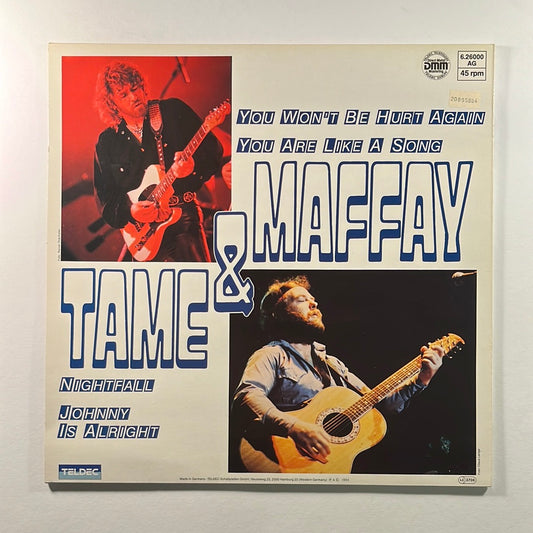 DMM
6.26000
AG
45 rpm
YOU WON'T BE HURT AGAIN
YOU ARE LIKE A SONG
MAFFAY
&
TAME
NIGHTFALL
JOHNNY
IS ALRIGHT
TELDEC